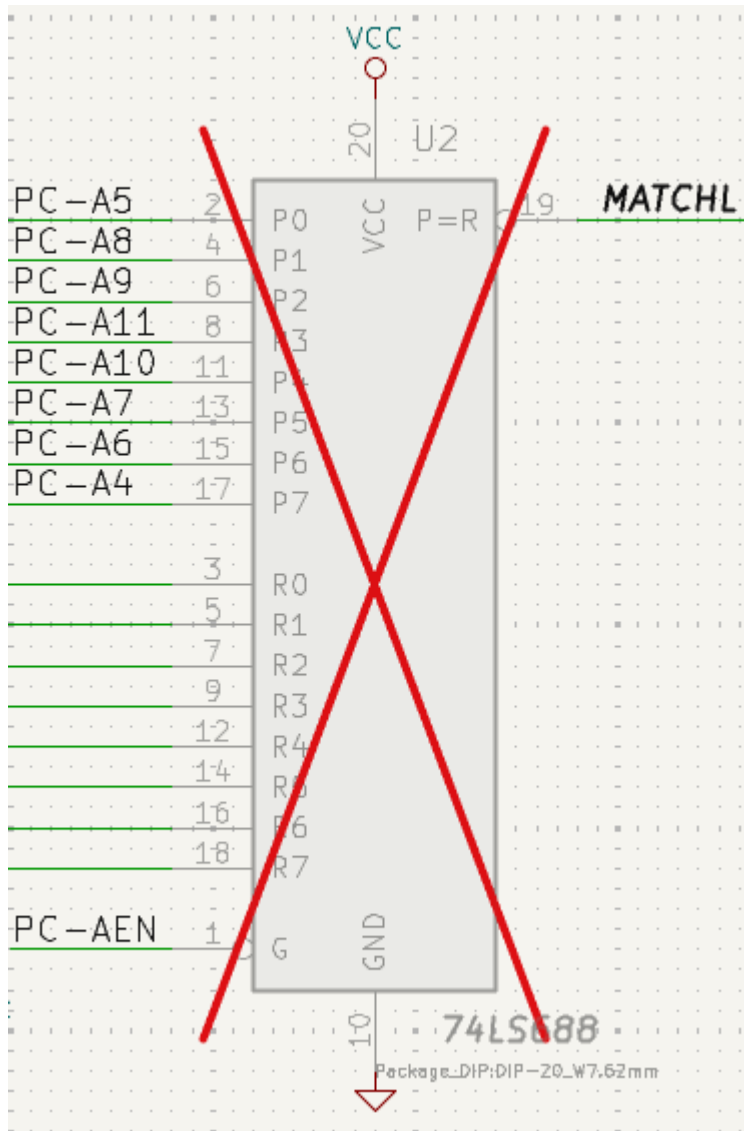 VCC
20
U2
PC-A5 2 P0 VCC P=R 19 MATCHL
PC-A8 4 P1
PC-A9 6 P2
PC-A11 8 P3
PC-A10 11 P4
PC-A7 13 P5
PC-A6 15 P6
PC-A4 17 P7
3 R0
5 R1
7 R2
9 R3
12 R4
14 R5
16 R6
18 R7
PC-AEN 1 G GND
10 74LS688
Package_DIP:DIP-20_W7.62mm